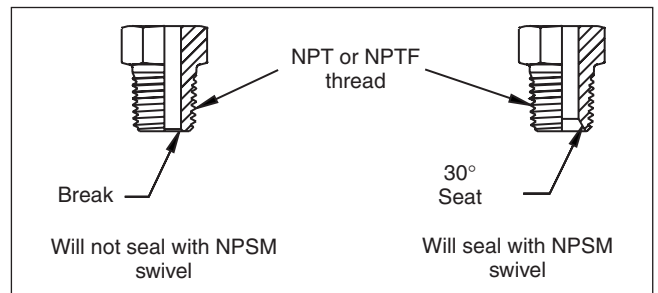 NPT or NPTF
thread
Break
30°
Seat
Will not seal with NPSM
swivel
Will seal with NPSM
swivel